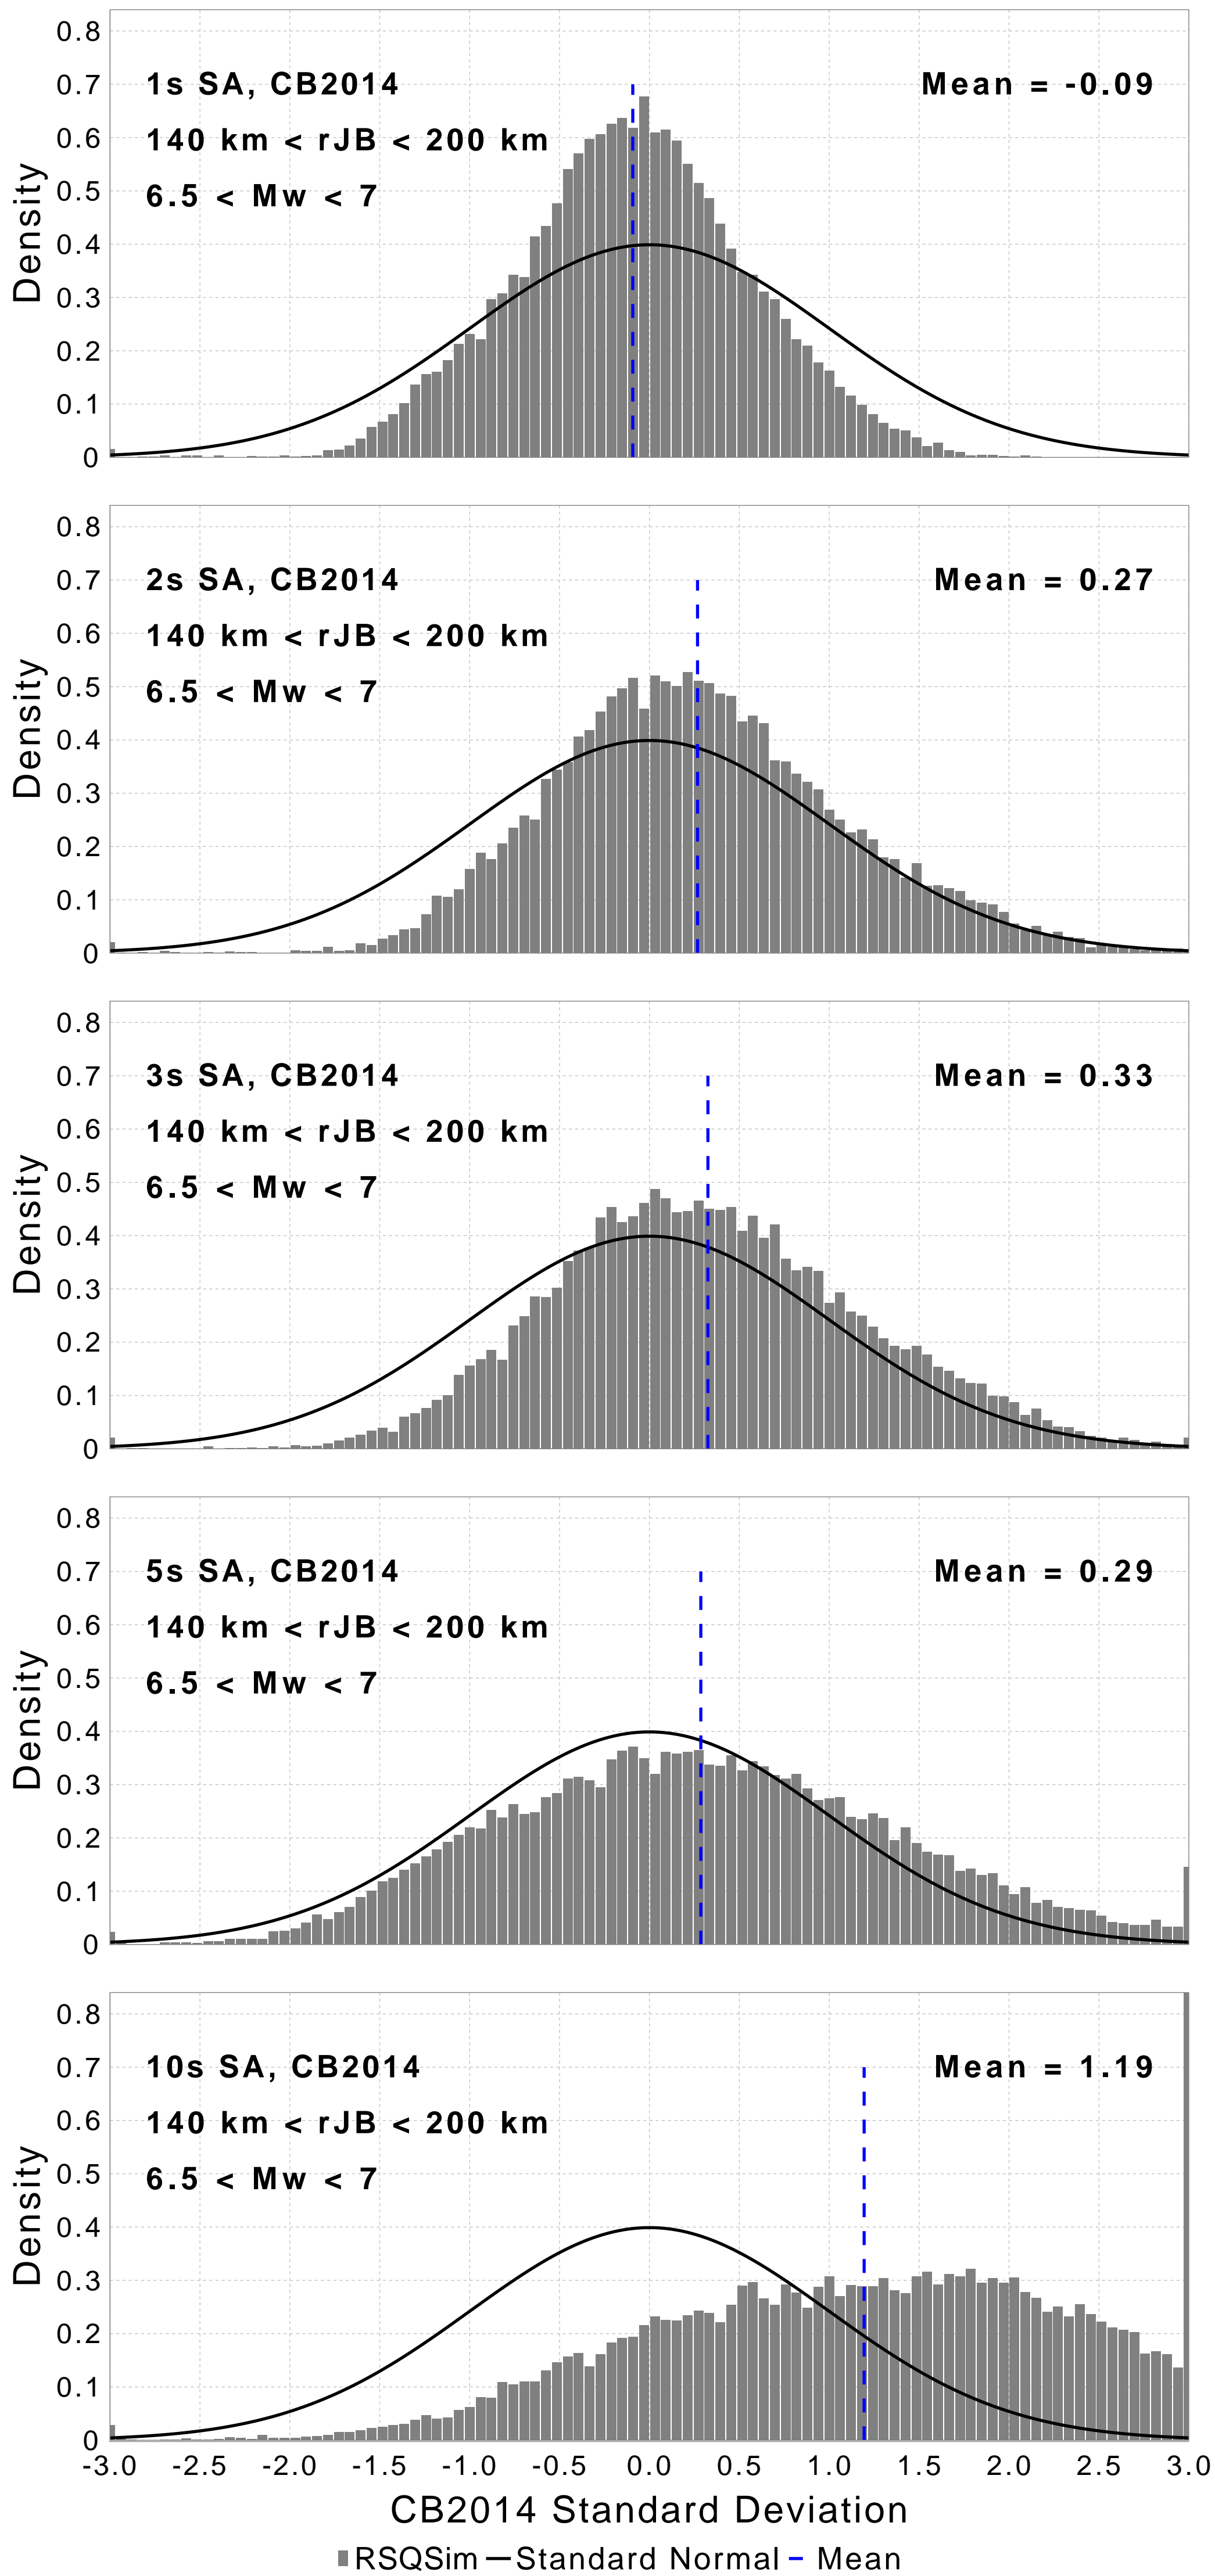 0.8
1s SA, CB2014 Mean = -0.09
0.7
140 km < rJB < 200 km
0.6
6.5 < Mw < 7
0.5
0.4
0.3
0.2
0.1
0
Density
0.8
2s SA, CB2014 Mean = 0.27
0.7
140 km < rJB < 200 km
0.6
6.5 < Mw < 7
0.5
0.4
0.3
0.2
0.1
0
Density
0.8
3s SA, CB2014 Mean = 0.33
0.7
140 km < rJB < 200 km
0.6
6.5 < Mw < 7
0.5
0.4
0.3
0.2
0.1
0
Density
0.8
5s SA, CB2014 Mean = 0.29
0.7
140 km < rJB < 200 km
0.6
6.5 < Mw < 7
0.5
0.4
0.3
0.2
0.1
0
Density
0.8
10s SA, CB2014 Mean = 1.19
0.7
140 km < rJB < 200 km
0.6
6.5 < Mw < 7
0.5
0.4
0.3
0.2
0.1
0
Density
-3.0 -2.5 -2.0 -1.5 -1.0 -0.5 0.0 0.5 1.0 1.5 2.0 2.5 3.0
CB2014 Standard Deviation
RSQSim Standard Normal Mean